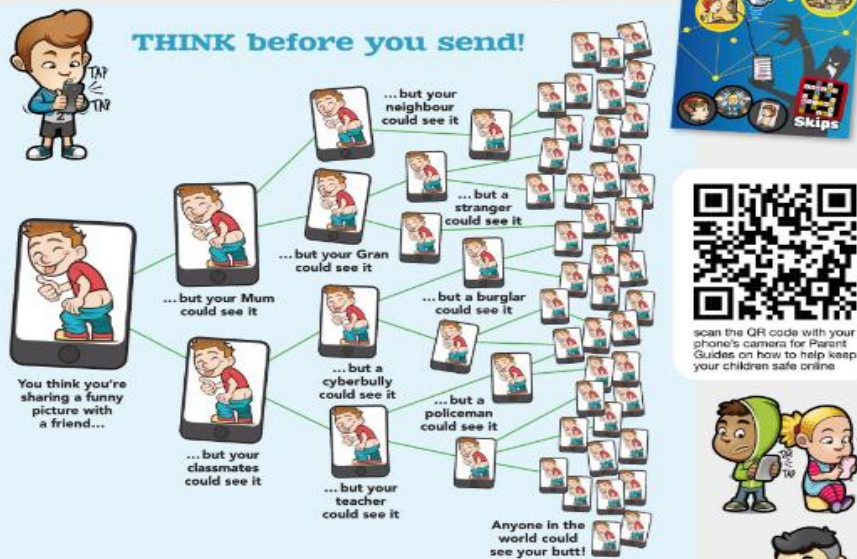 THINK before you send!
TAP
TAP
2
Skips
... but your
neighbour
could see it
... but a
stranger
could see it
... but your Gran
could see it
... but your Mum
could see it
... but a burglar
could see it
You think you're
sharing a funny
picture with
a friend...
... but a
cyberbully
could see it
... but a
policeman
could see it
... but your
classmates
could see it
... but your
teacher
could see it
Anyone in the
world could
see your butt!
scan the QR code with your
phone's camera for Parent
Guides on how to help keep
your children safe online
TAP
TAP